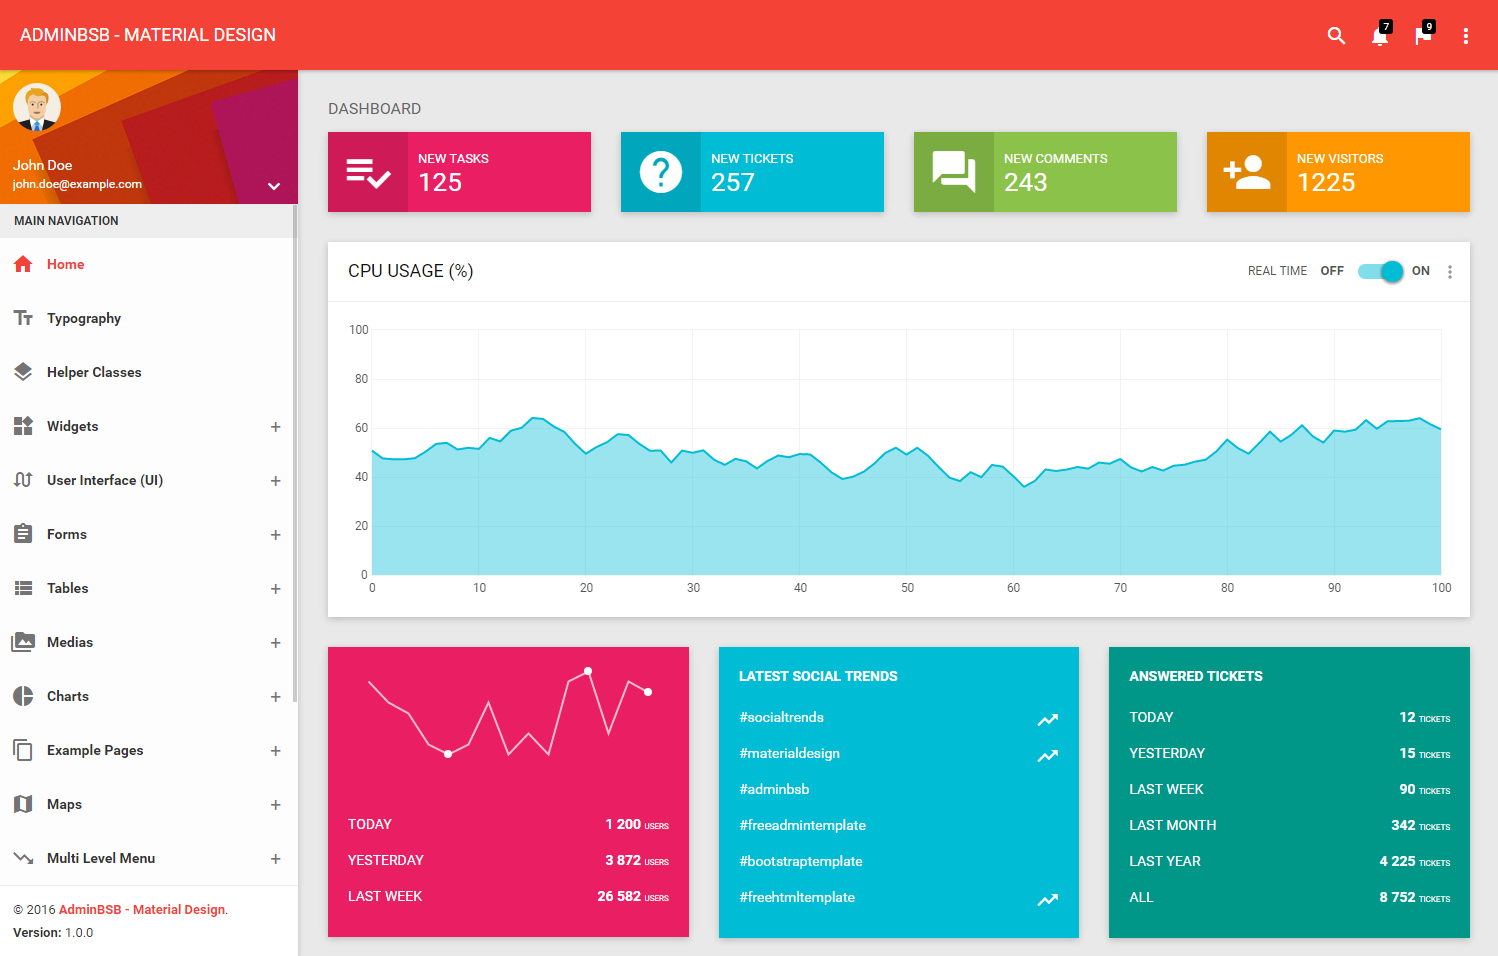 ADMINBSB - MATERIAL DESIGN
7
9
John Doe
john.doe@example.com
MAIN NAVIGATION
Home
Typography
Helper Classes
Widgets +
User Interface (UI) +
Forms +
Tables +
Medias +
Charts +
Example Pages +
Maps +
Multi Level Menu +
© 2016 AdminBSB - Material Design.
Version: 1.0.0
DASHBOARD
NEW TASKS
125
NEW TICKETS
257
NEW COMMENTS
243
NEW VISITORS
1225
CPU USAGE (%)
REAL TIME OFF ON
100
80
60
40
20
0
0 10 20 30 40 50 60 70 80 90 100
TODAY 1 200 USERS
YESTERDAY 3 872 USERS
LAST WEEK 26 582 USERS
LATEST SOCIAL TRENDS
#socialtrends
#materialdesign
#adminbsb
#freeadmintemplate
#bootstraptemplate
#freehtmltemplate
ANSWERED TICKETS
TODAY 12 TICKETS
YESTERDAY 15 TICKETS
LAST WEEK 90 TICKETS
LAST MONTH 342 TICKETS
LAST YEAR 4 225 TICKETS
ALL 8 752 TICKETS